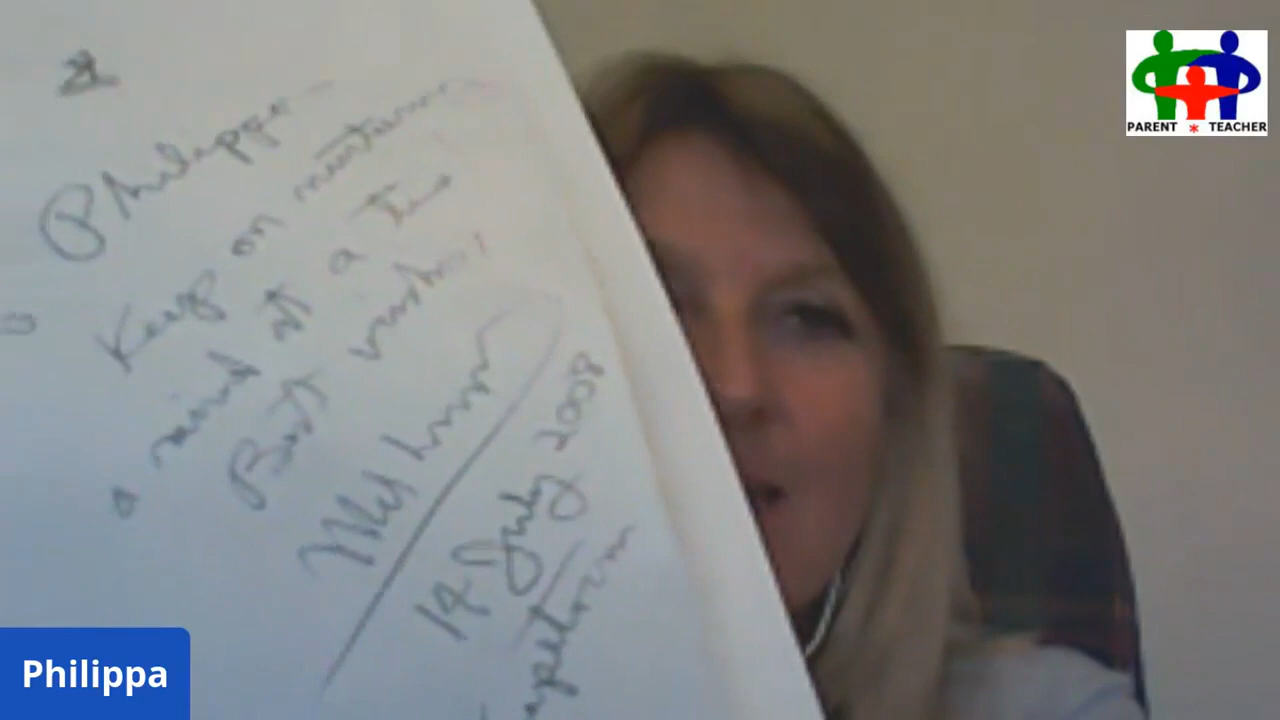 Philippa -
Keep on nurturing
a mind at a time
Best wishes,
14 July 2008
PARENT * TEACHER
Philippa